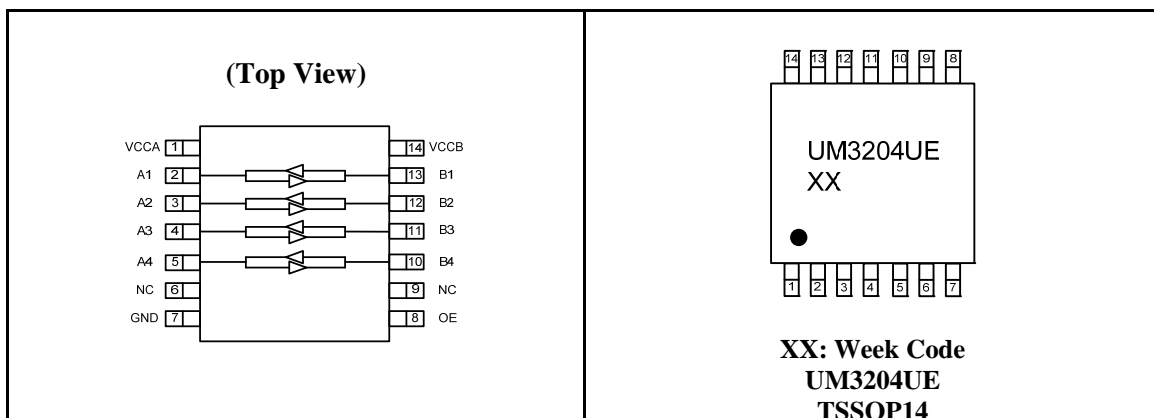 (Top View)
VCCA 1 14 VCCB
A1 2 13 B1
A2 3 12 B2
A3 4 11 B3
A4 5 10 B4
NC 6 9 NC
GND 7 8 OE
14 13 12 11 10 9 8
UM3204UE
XX
1 2 3 4 5 6 7
XX: Week Code
UM3204UE
TSSOP14